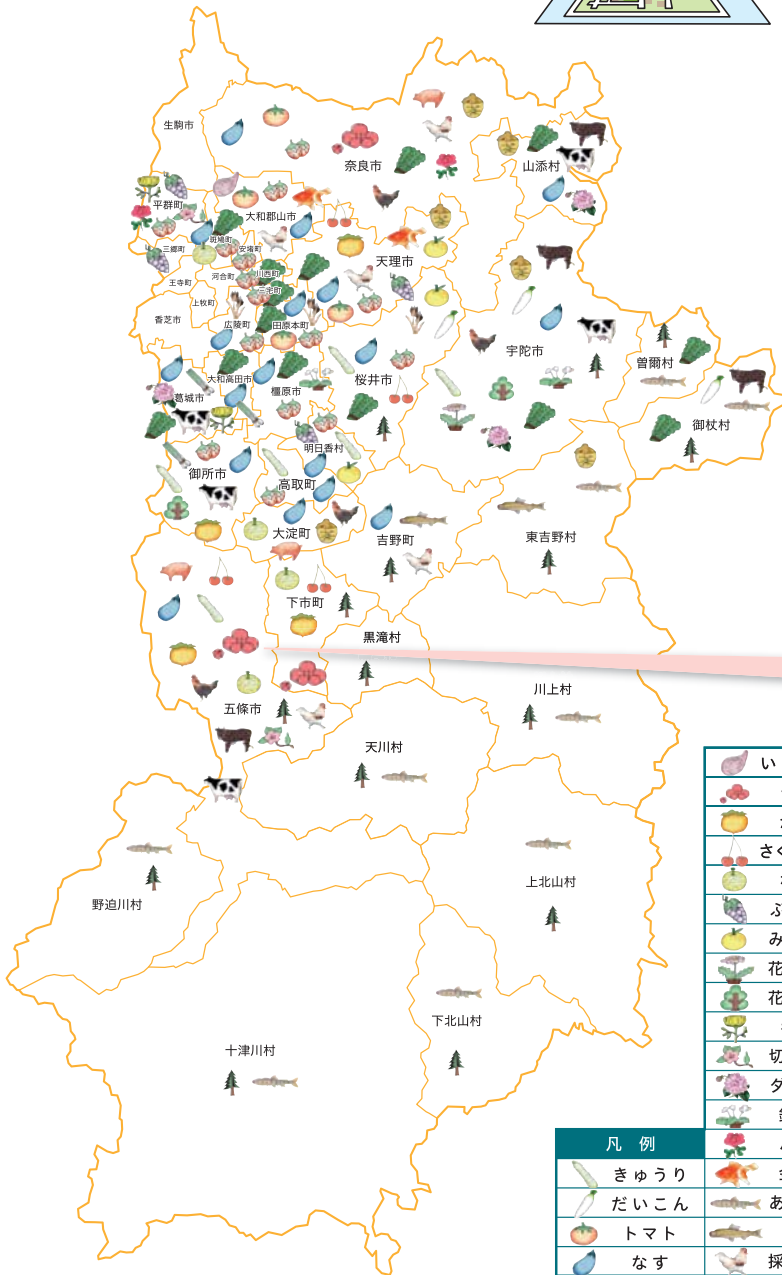 生駒市
奈良市
山添村
平群町
大和郡山市
斑鳩町
安堵町
三郷町
天理市
河合町
川西町
王寺町
三宅町
上牧町
香芝市
広陵町
田原本町
宇陀市
曽爾村
葛城市
大和高田市
橿原市
桜井市
御杖村
明日香村
御所市
高取町
大淀町
吉野町
東吉野村
下市町
黒滝村
五條市
川上村
天川村
上北山村
野迫川村
下北山村
十津川村
い
さく
ぶ
み
花
花
切
凡例
きゅうり
だいこん
あ
トマト
なす
採